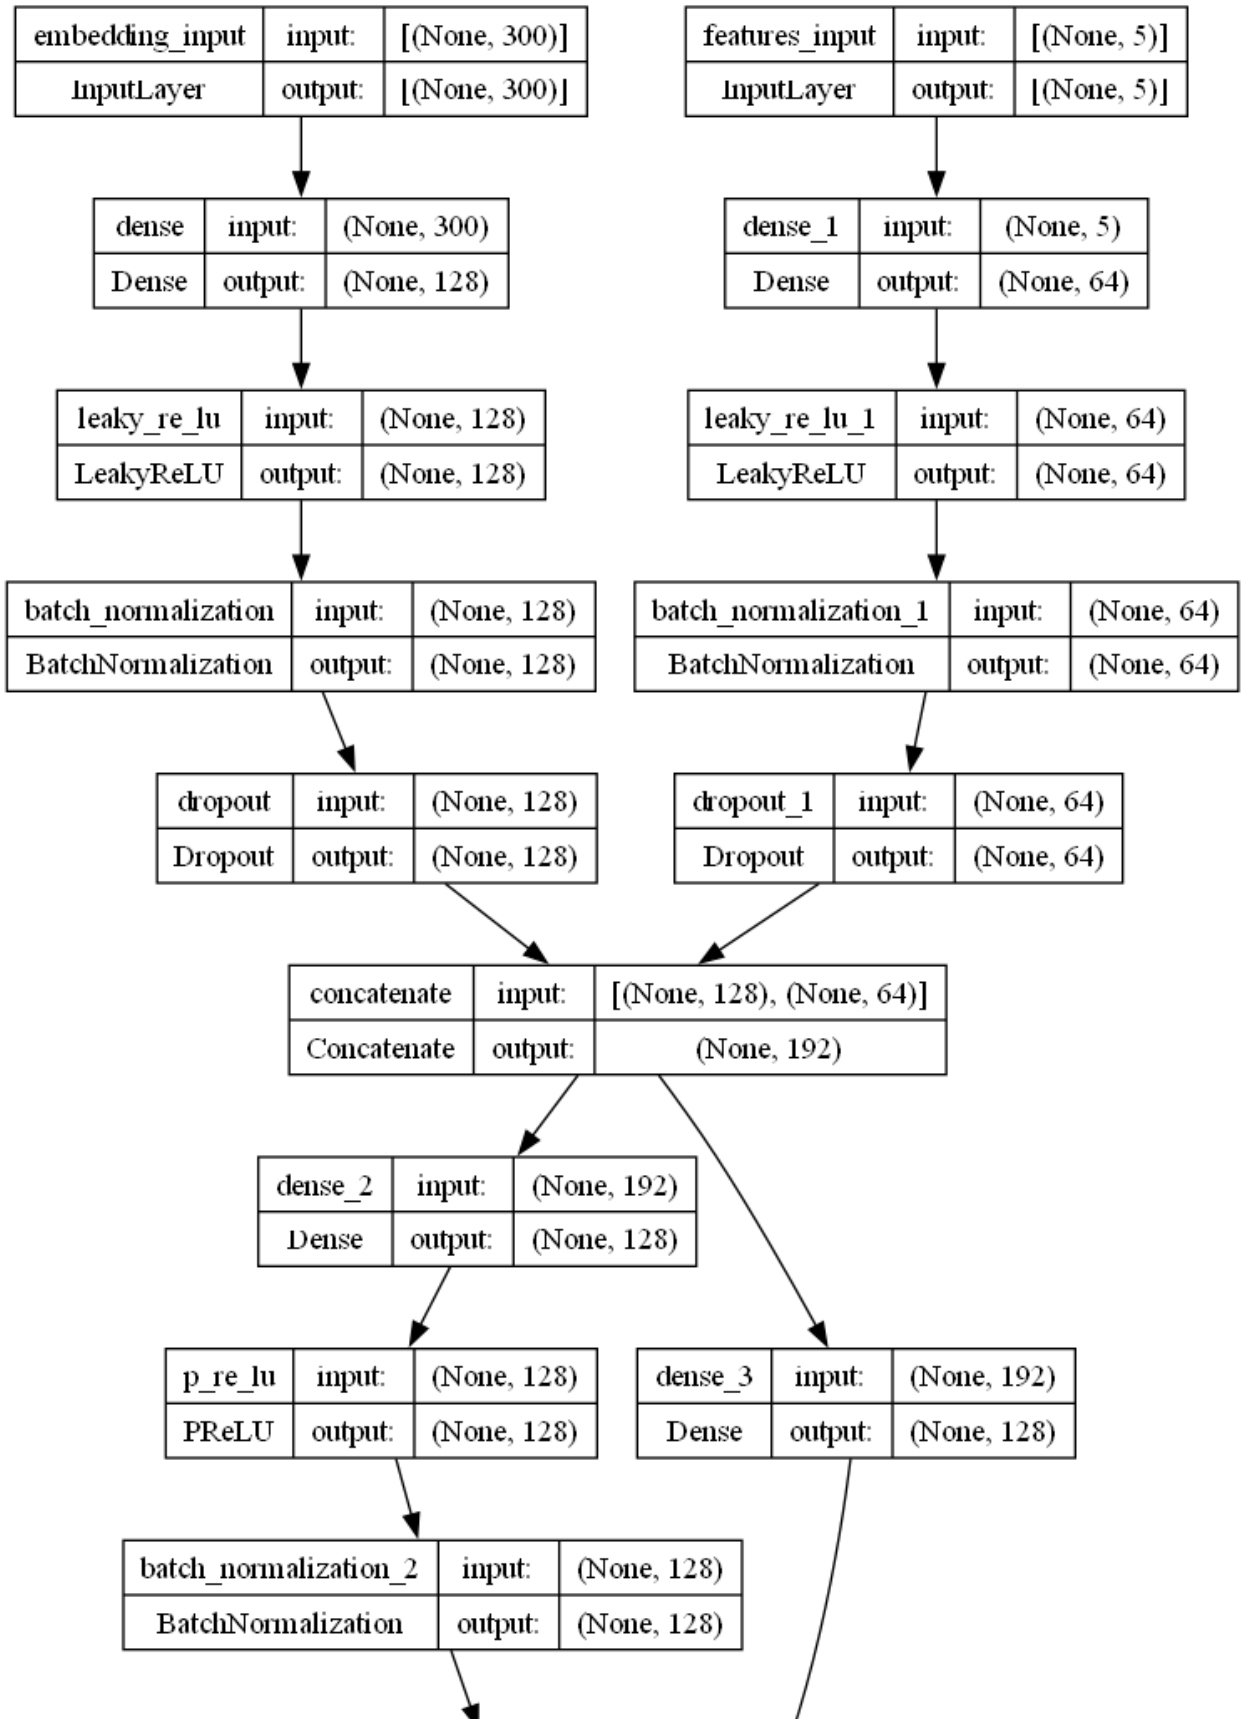 embedding_input input: [(None, 300)]
InputLayer output: [(None, 300)]
features_input input: [(None, 5)]
InputLayer output: [(None, 5)]
dense input: (None, 300)
Dense output: (None, 128)
dense_1 input: (None, 5)
Dense output: (None, 64)
leaky_re_lu input: (None, 128)
LeakyReLU output: (None, 128)
leaky_re_lu_1 input: (None, 64)
LeakyReLU output: (None, 64)
batch_normalization input: (None, 128)
BatchNormalization output: (None, 128)
batch_normalization_1 input: (None, 64)
BatchNormalization output: (None, 64)
dropout input: (None, 128)
Dropout output: (None, 128)
dropout_1 input: (None, 64)
Dropout output: (None, 64)
concatenate input: [(None, 128), (None, 64)]
Concatenate output: (None, 192)
dense_2 input: (None, 192)
Dense output: (None, 128)
p_re_lu input: (None, 128)
PReLU output: (None, 128)
dense_3 input: (None, 192)
Dense output: (None, 128)
batch_normalization_2 input: (None, 128)
BatchNormalization output: (None, 128)